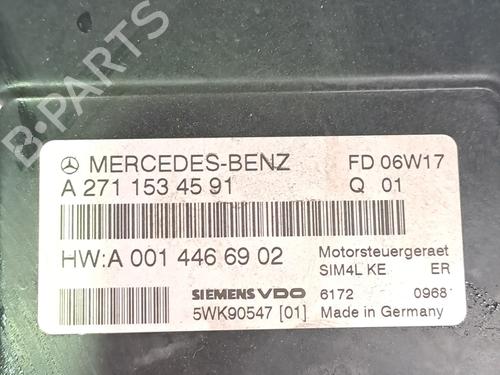 B-PARTS
MERCEDES-BENZ FD 06W17
A 271 153 45 91 Q 01
HW:A 001 446 69 02 Motorsteuergeraet
SIM4L KE ER
SIEMENS VDO 6172 0968
5WK90547 [01] Made in Germany